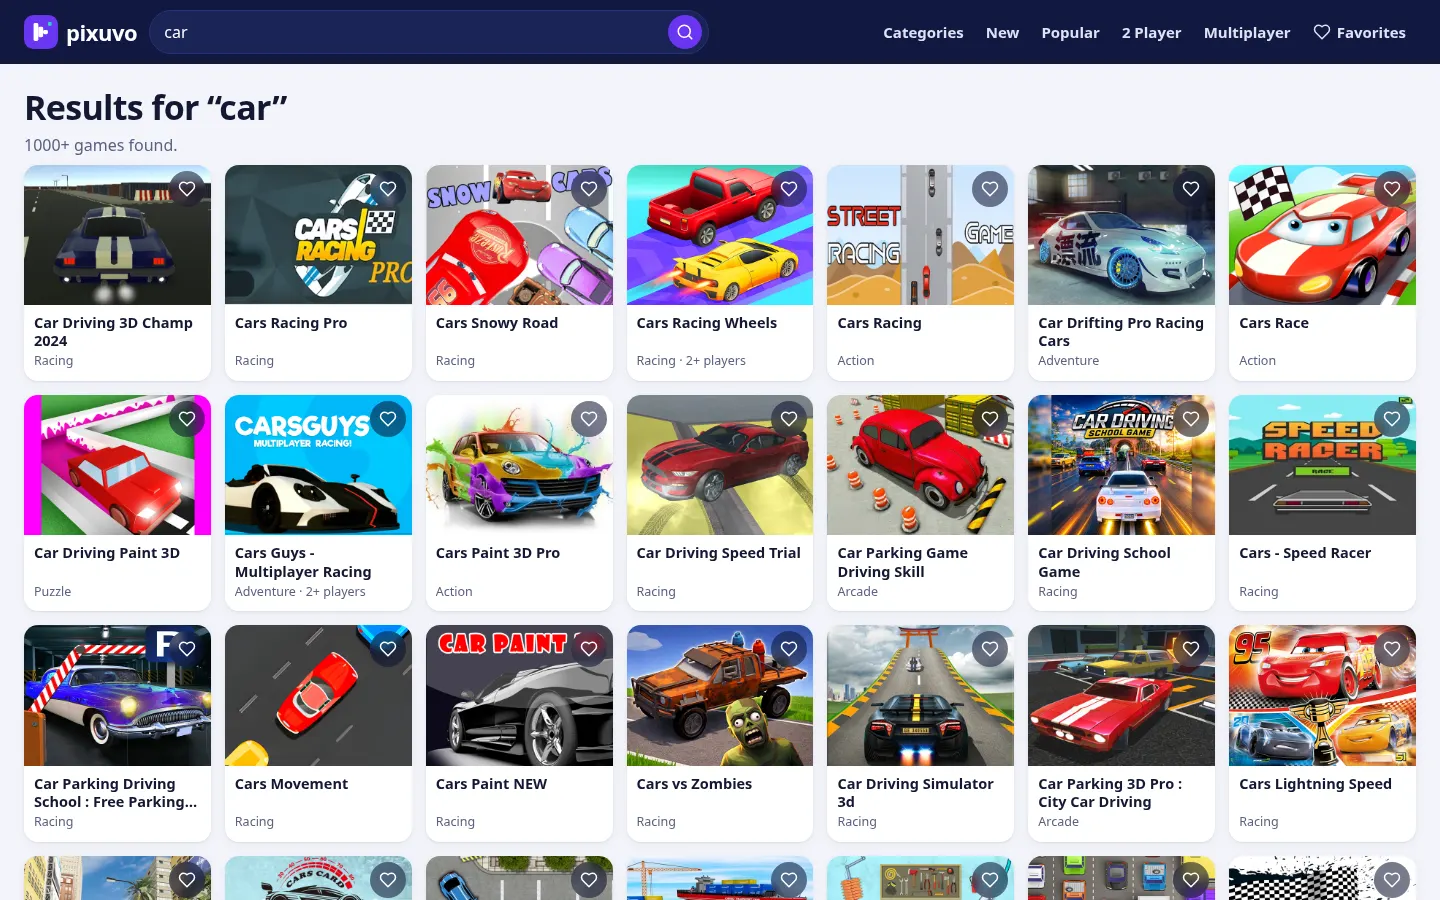 pixuvo
car
Categories
New
Popular
2 Player
Multiplayer
Favorites
Results for “car”
1000+ games found.
CARS
RACING
PRO
SNOW
CARS
STREET
RACING
GAME
漂流
Car Driving 3D Champ
2024
Racing
Cars Racing Pro
Racing
Cars Snowy Road
Racing
Cars Racing Wheels
Racing · 2+ players
Cars Racing
Action
Car Drifting Pro Racing
Cars
Adventure
Cars Race
Action
CARSGUYS
MULTIPLAYER RACING!
CAR DRIVING
SCHOOL GAME
SPEED
RACER
RACE
Car Driving Paint 3D
Puzzle
Cars Guys -
Multiplayer Racing
Adventure · 2+ players
Cars Paint 3D Pro
Action
Car Driving Speed Trial
Racing
Car Parking Game
Driving Skill
Arcade
Car Driving School
Game
Racing
Cars - Speed Racer
Racing
P
CAR PAINT
95
Car Parking Driving
School : Free Parking...
Racing
Cars Movement
Racing
Cars Paint NEW
Racing
Cars vs Zombies
Racing
Car Driving Simulator
3d
Racing
Car Parking 3D Pro :
City Car Driving
Arcade
Cars Lightning Speed
Racing
CARS CARD